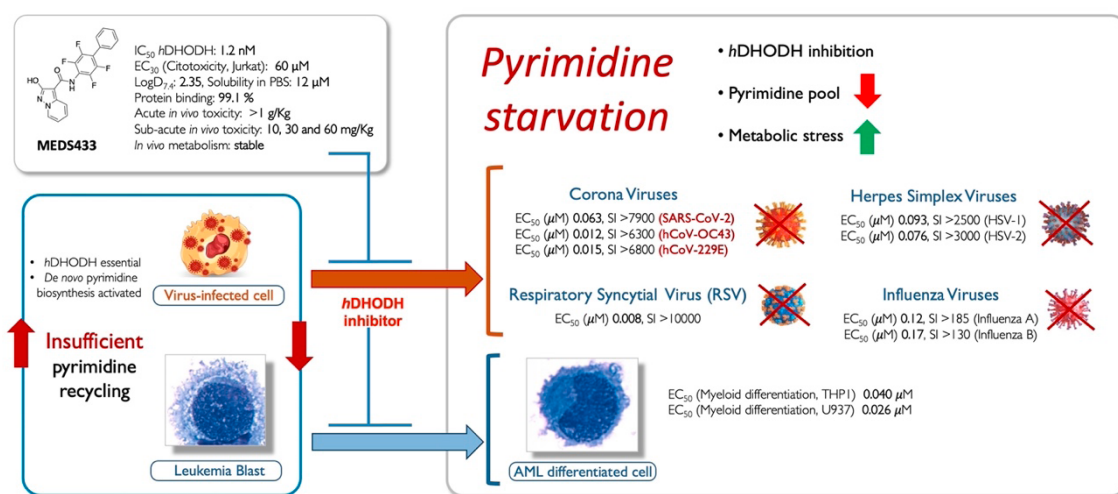 IC50 hDHODH: 1.2 nM
EC30 (Citotoxicity, Jurkat): 60 μM
LogD7.4: 2.35, Solubility in PBS: 12 μM
Protein binding: 99.1 %
Acute in vivo toxicity: >1 g/Kg
Sub-acute in vivo toxicity: 10, 30 and 60 mg/Kg
In vivo metabolism: stable
F
F
F
F
O
N
H
HO
N
N
MEDS433
Pyrimidine
starvation
• hDHODH inhibition
• Pyrimidine pool
• Metabolic stress
• hDHODH essential
• De novo pyrimidine
biosynthesis activated
Virus-infected cell
Insufficient
pyrimidine
recycling
Leukemia Blast
hDHODH
inhibitor
Corona Viruses
EC50 (μM) 0.063, SI >7900 (SARS-CoV-2)
EC50 (μM) 0.012, SI >6300 (hCoV-OC43)
EC50 (μM) 0.015, SI >6800 (hCoV-229E)
Herpes Simplex Viruses
EC50 (μM) 0.093, SI >2500 (HSV-1)
EC50 (μM) 0.076, SI >3000 (HSV-2)
Respiratory Syncytial Virus (RSV)
EC50 (μM) 0.008, SI >10000
Influenza Viruses
EC50 (μM) 0.12, SI >185 (Influenza A)
EC50 (μM) 0.17, SI >130 (Influenza B)
EC50 (Myeloid differentiation, THP1) 0.040 μM
EC50 (Myeloid differentiation, U937) 0.026 μM
AML differentiated cell